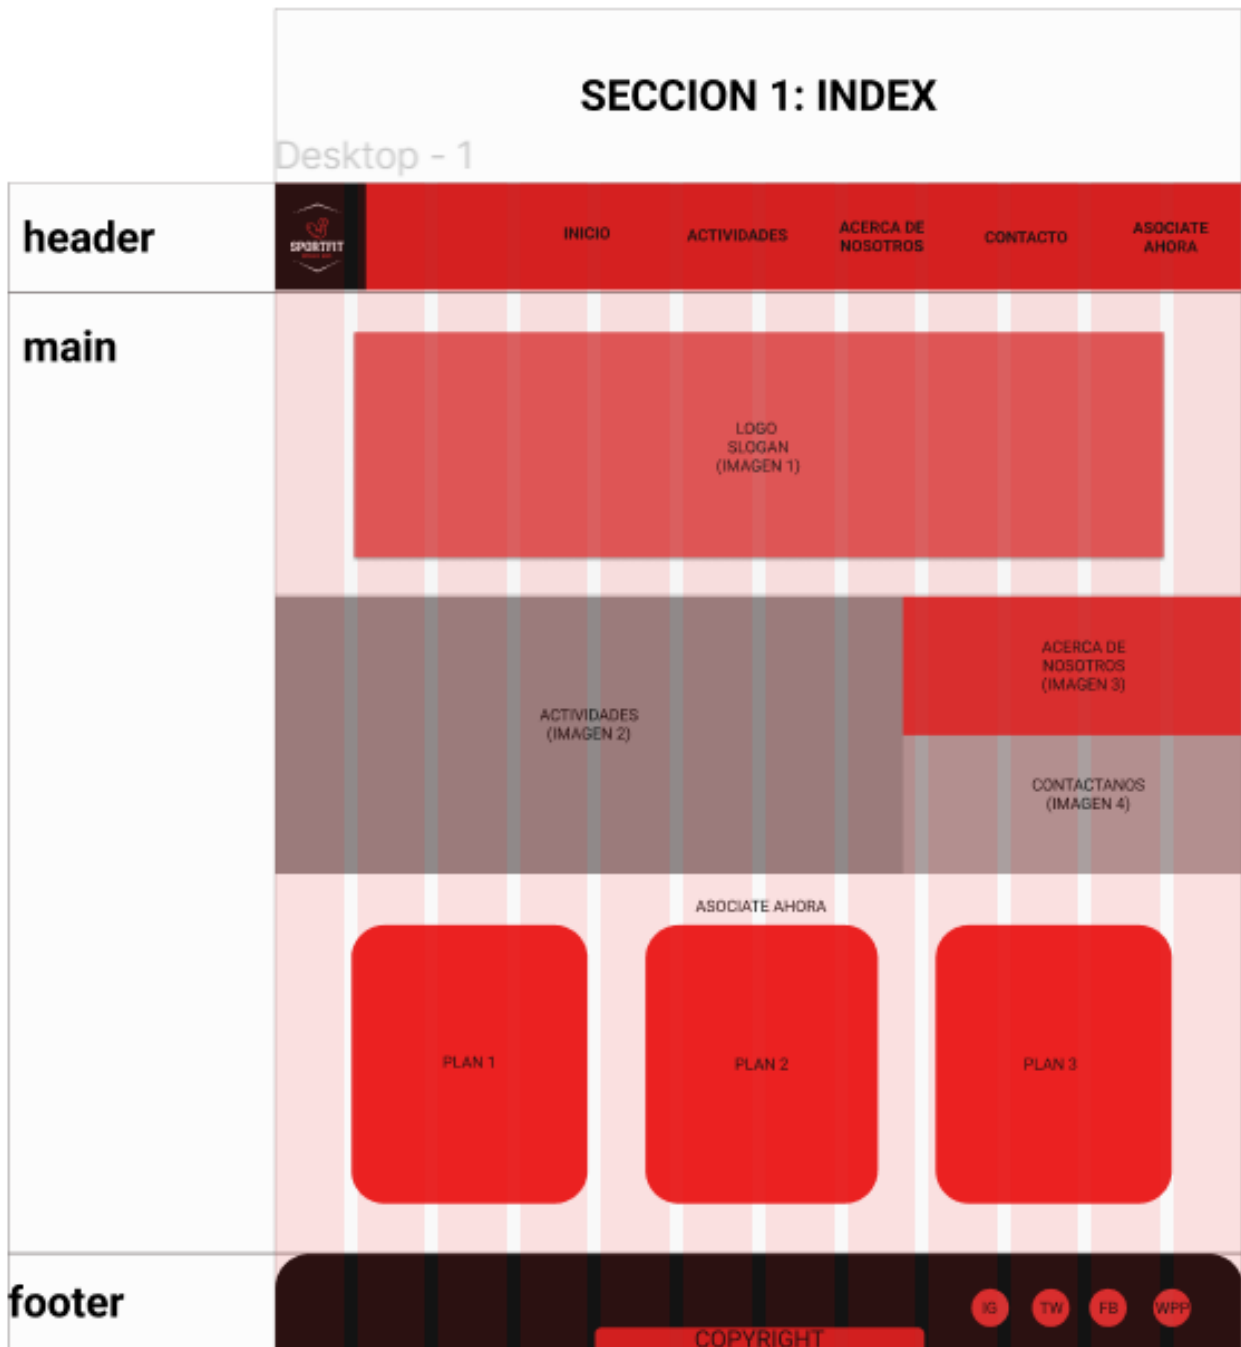 SECCION 1: INDEX
Desktop - 1
header
SPORTFIT
INICIO
ACTIVIDADES
ACERCA DE
NOSOTROS
CONTACTO
ASOCIATE
AHORA
main
LOGO
SLOGAN
(IMAGEN 1)
ACTIVIDADES
(IMAGEN 2)
ACERCA DE
NOSOTROS
(IMAGEN 3)
CONTACTANOS
(IMAGEN 4)
ASOCIATE AHORA
PLAN 1
PLAN 2
PLAN 3
footer
IG
TW
FB
WPP
COPYRIGHT